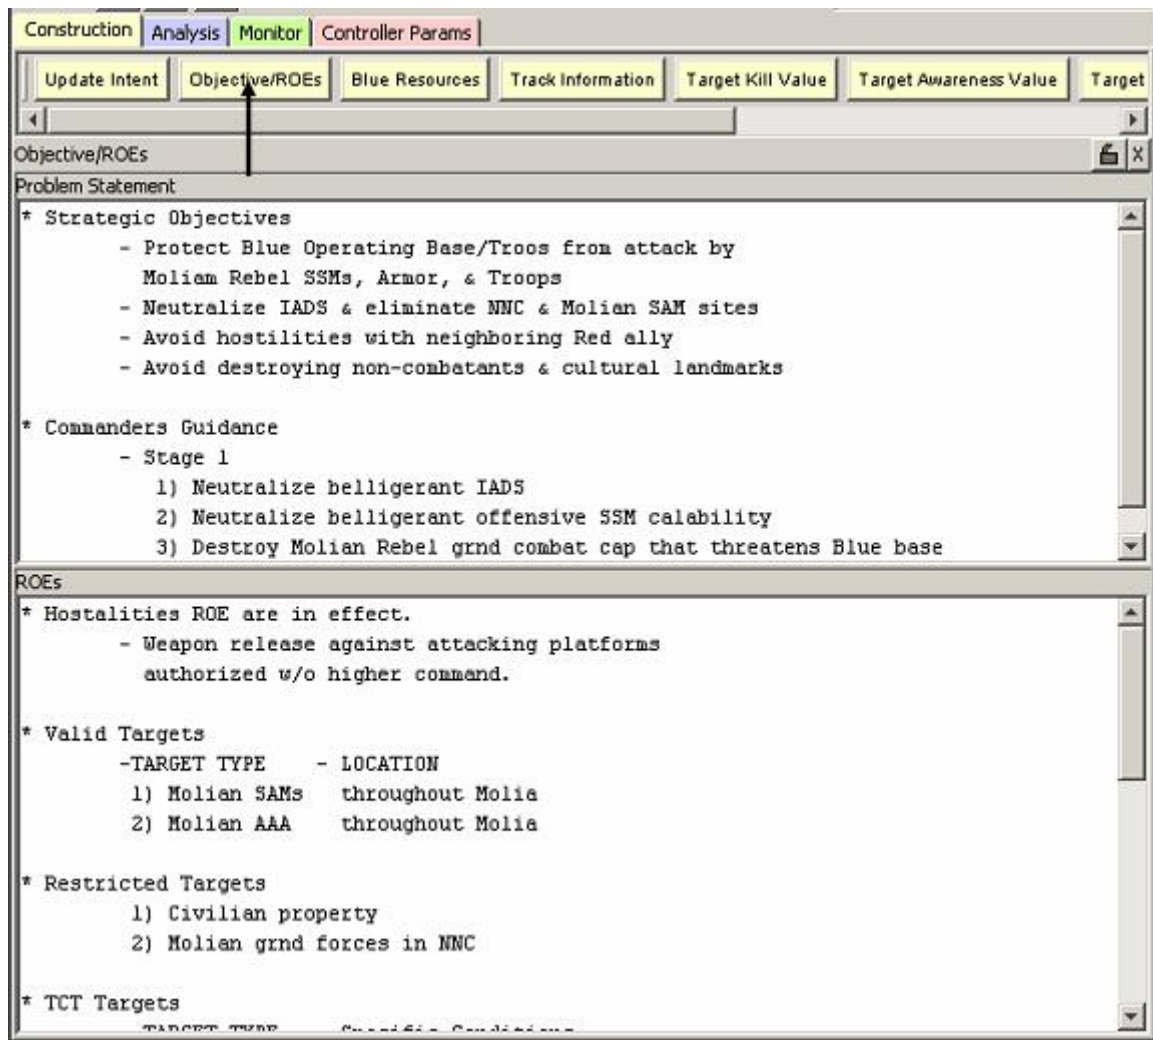 Construction Analysis Monitor Controller Params
Update Intent Objective/ROEs Blue Resources Track Information Target Kill Value Target Awareness Value Target
Objective/ROEs X
Problem Statement
* Strategic Objectives
- Protect Blue Operating Base/Troos from attack by
Moliam Rebel SSMs, Armor, & Troops
- Neutralize IADS & eliminate NNC & Molian SAM sites
- Avoid hostilities with neighboring Red ally
- Avoid destroying non-combatants & cultural landmarks
* Commanders Guidance
- Stage 1
1) Neutralize belligerant IADS
2) Neutralize belligerant offensive SSM calability
3) Destroy Molian Rebel grnd combat cap that threatens Blue base
ROEs
* Hostalities ROE are in effect.
- Weapon release against attacking platforms
authorized w/o higher command.
* Valid Targets
-TARGET TYPE - LOCATION
1) Molian SAMs throughout Molia
2) Molian AAA throughout Molia
* Restricted Targets
1) Civilian property
2) Molian grnd forces in NNC
* TCT Targets
TARGET TYPE Specific Conditions